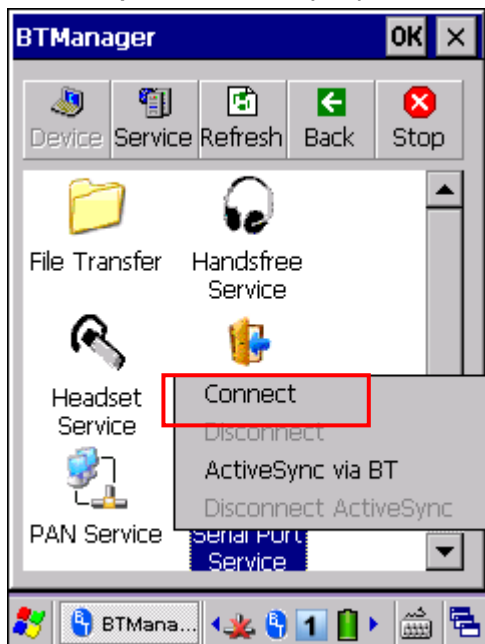 BTManager OK
Device Service Refresh Back Stop
File Transfer Handsfree
Service
Headset
Service
Connect
Disconnect
ActiveSync via BT
Disconnect ActiveSync
PAN Service Serial Port
Service
BTMana... 1